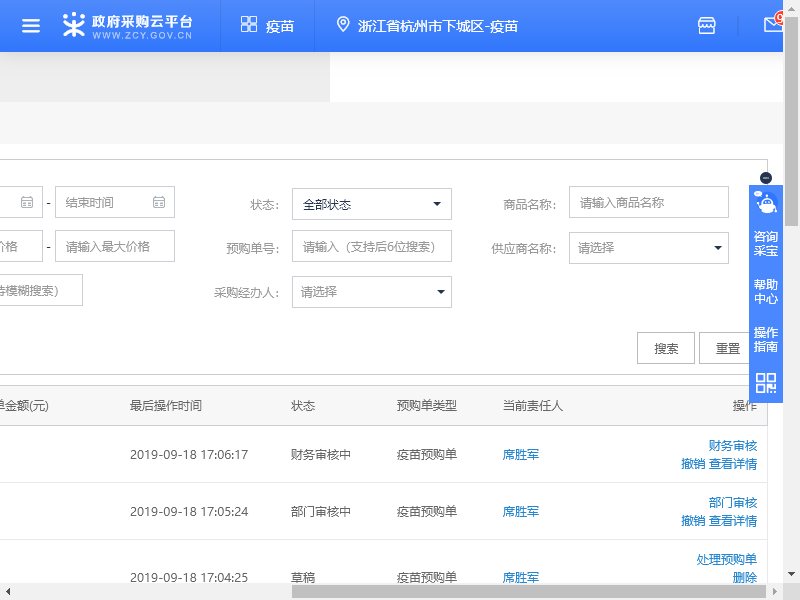 政府采购云平台
WWW.ZCY.GOV.CN
疫苗
浙江省杭州市下城区-疫苗
结束时间
状态：
全部状态
商品名称：
请输入商品名称
价格
-
请输入最大价格
预购单号：
请输入（支持后6位搜索）
供应商名称：
请选择
持模糊搜索）
采购经办人：
请选择
搜索
重置
咨询
采宝
帮助
中心
操作
指南
单金额(元)
最后操作时间
状态
预购单类型
当前责任人
操作
2019-09-18 17:06:17
财务审核中
疫苗预购单
席胜军
财务审核
撤销 查看详情
2019-09-18 17:05:24
部门审核中
疫苗预购单
席胜军
部门审核
撤销 查看详情
2019-09-18 17:04:25
草稿
疫苗预购单
席胜军
处理预购单
删除